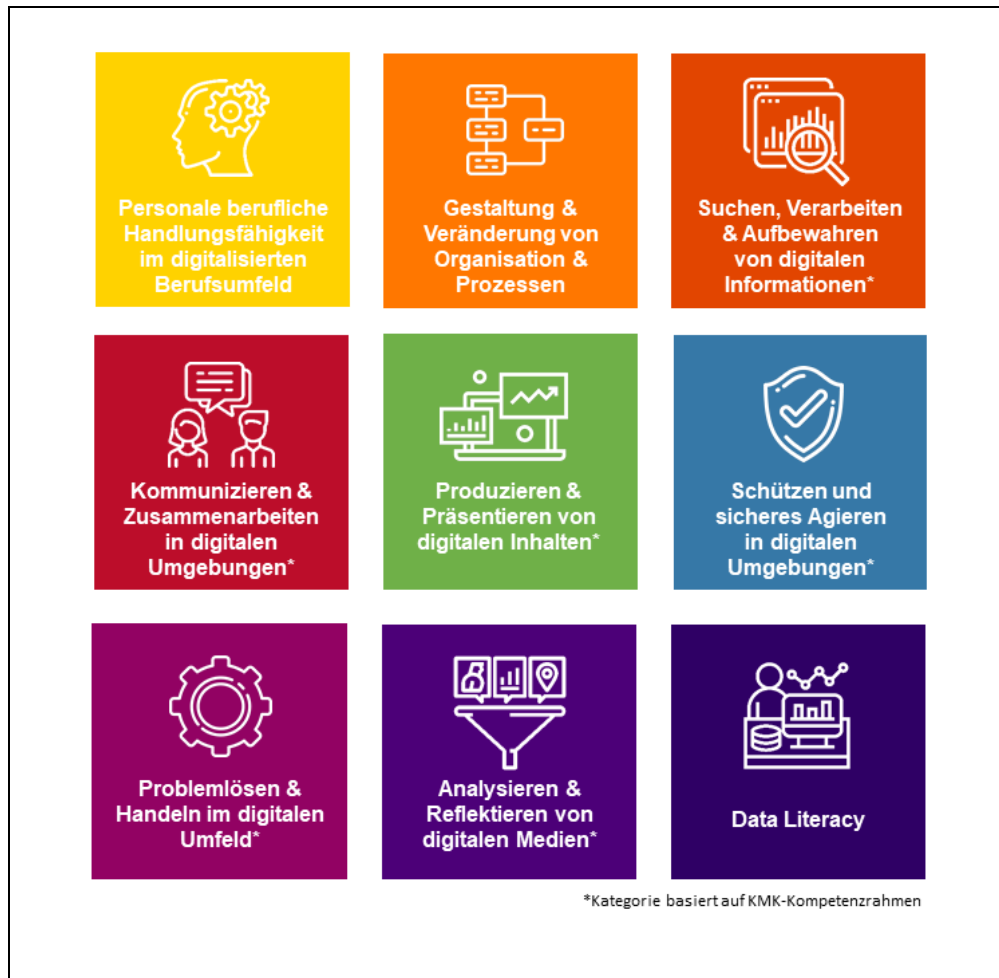 Personale berufliche
Handlungsfähigkeit
im digitalisierten
Berufsumfeld
Gestaltung &
Veränderung von
Organisation &
Prozessen
Suchen, Verarbeiten
& Aufbewahren
von digitalen
Informationen*
Kommunizieren &
Zusammenarbeiten
in digitalen
Umgebungen*
Produzieren &
Präsentieren von
digitalen Inhalten*
Schützen und
sicheres Agieren
in digitalen
Umgebungen*
Problemlösen &
Handeln im digitalen
Umfeld*
Analysieren &
Reflektieren von
digitalen Medien*
Data Literacy
*Kategorie basiert auf KMK-Kompetenzrahmen